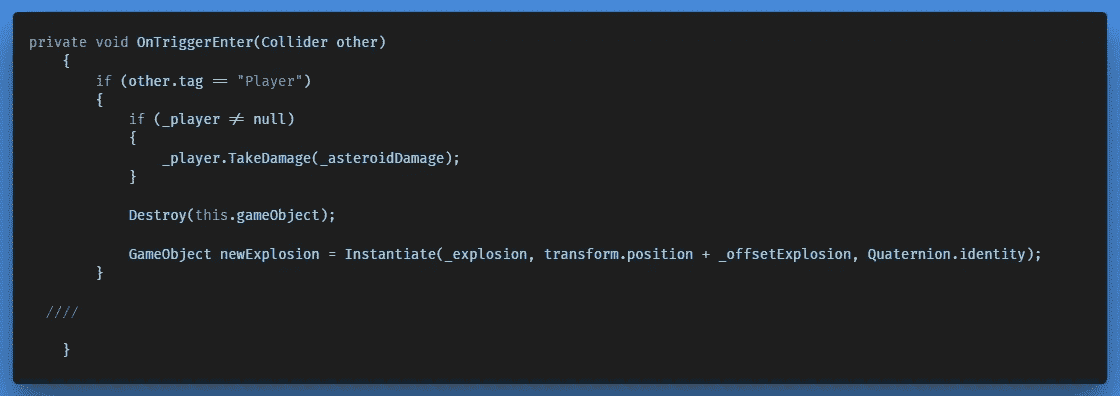 private void OnTriggerEnter(Collider other)
{
if (other.tag == "Player")
{
if (_player != null)
{
_player.TakeDamage(_asteroidDamage);
}
Destroy(this.gameObject);
GameObject newExplosion = Instantiate(_explosion, transform.position + _offsetExplosion, Quaternion.identity);
}
////
}